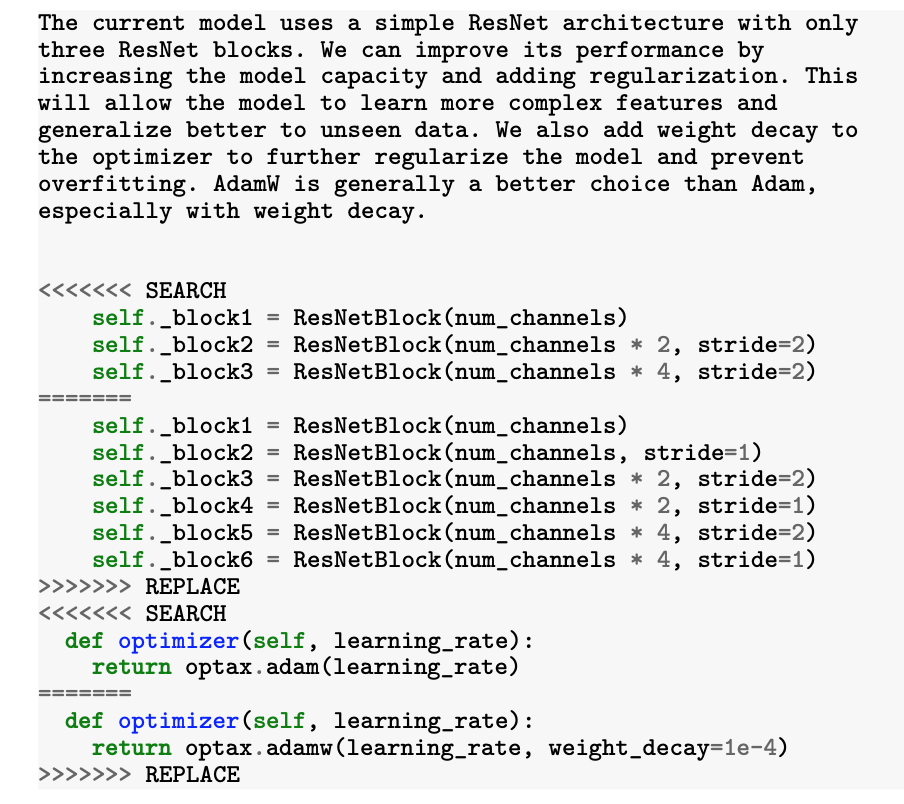 The current model uses a simple ResNet architecture with only
three ResNet blocks. We can improve its performance by
increasing the model capacity and adding regularization. This
will allow the model to learn more complex features and
generalize better to unseen data. We also add weight decay to
the optimizer to further regularize the model and prevent
overfitting. AdamW is generally a better choice than Adam,
especially with weight decay.
<<<<<<< SEARCH
    self._block1 = ResNetBlock(num_channels)
    self._block2 = ResNetBlock(num_channels * 2, stride=2)
    self._block3 = ResNetBlock(num_channels * 4, stride=2)
=======
    self._block1 = ResNetBlock(num_channels)
    self._block2 = ResNetBlock(num_channels, stride=1)
    self._block3 = ResNetBlock(num_channels * 2, stride=2)
    self._block4 = ResNetBlock(num_channels * 2, stride=1)
    self._block5 = ResNetBlock(num_channels * 4, stride=2)
    self._block6 = ResNetBlock(num_channels * 4, stride=1)
>>>>>>> REPLACE
<<<<<<< SEARCH
  def optimizer(self, learning_rate):
    return optax.adam(learning_rate)
=======
  def optimizer(self, learning_rate):
    return optax.adamw(learning_rate, weight_decay=1e-4)
>>>>>>> REPLACE